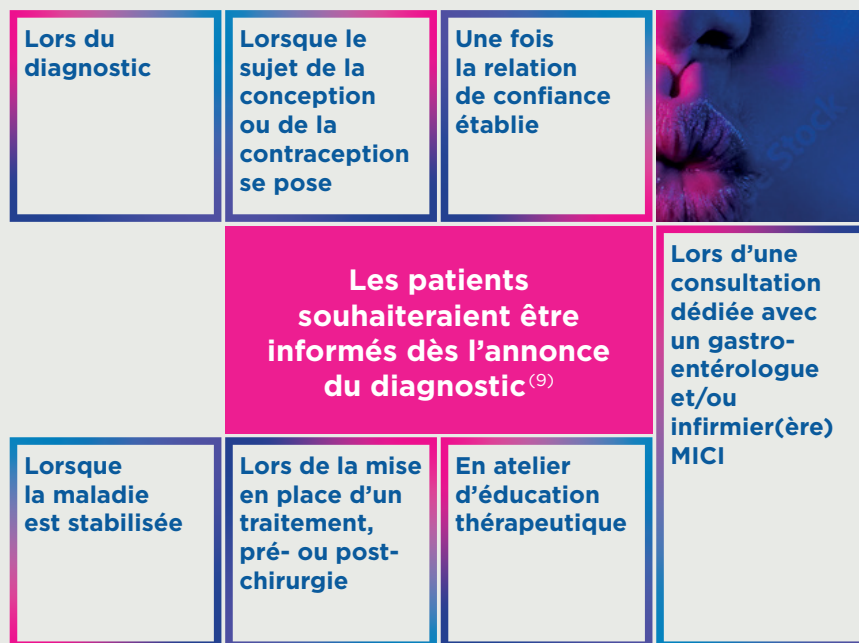 Lors du
diagnostic
Lorsque le
sujet de la
conception
ou de la
contraception
se pose
Une fois
la relation
de confiance
établie
Stock
Les patients
souhaiteraient être
informés dès l’annonce
du diagnostic (9)
Lors d’une
consultation
dédiée avec
un gastro-
entérologue
et/ou
infirmier(ère)
MICI
Lorsque
la maladie
est stabilisée
Lors de la mise
en place d’un
traitement,
pré- ou post-
chirurgie
En atelier
d’éducation
thérapeutique